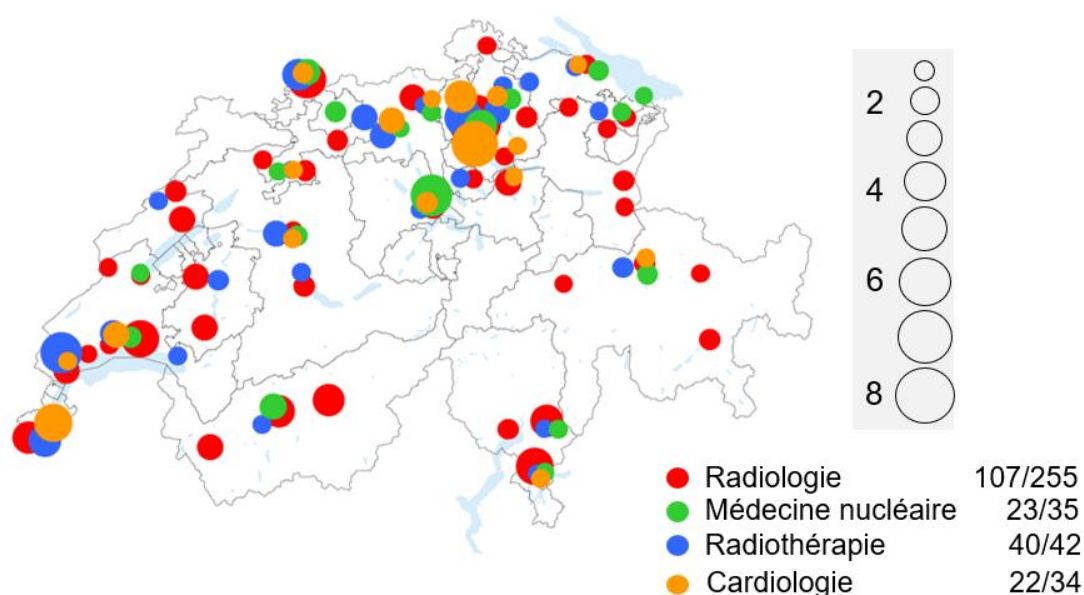 2
4
6
8
Radiologie 107/255
Médecine nucléaire 23/35
Radiothérapie 40/42
Cardiologie 22/34